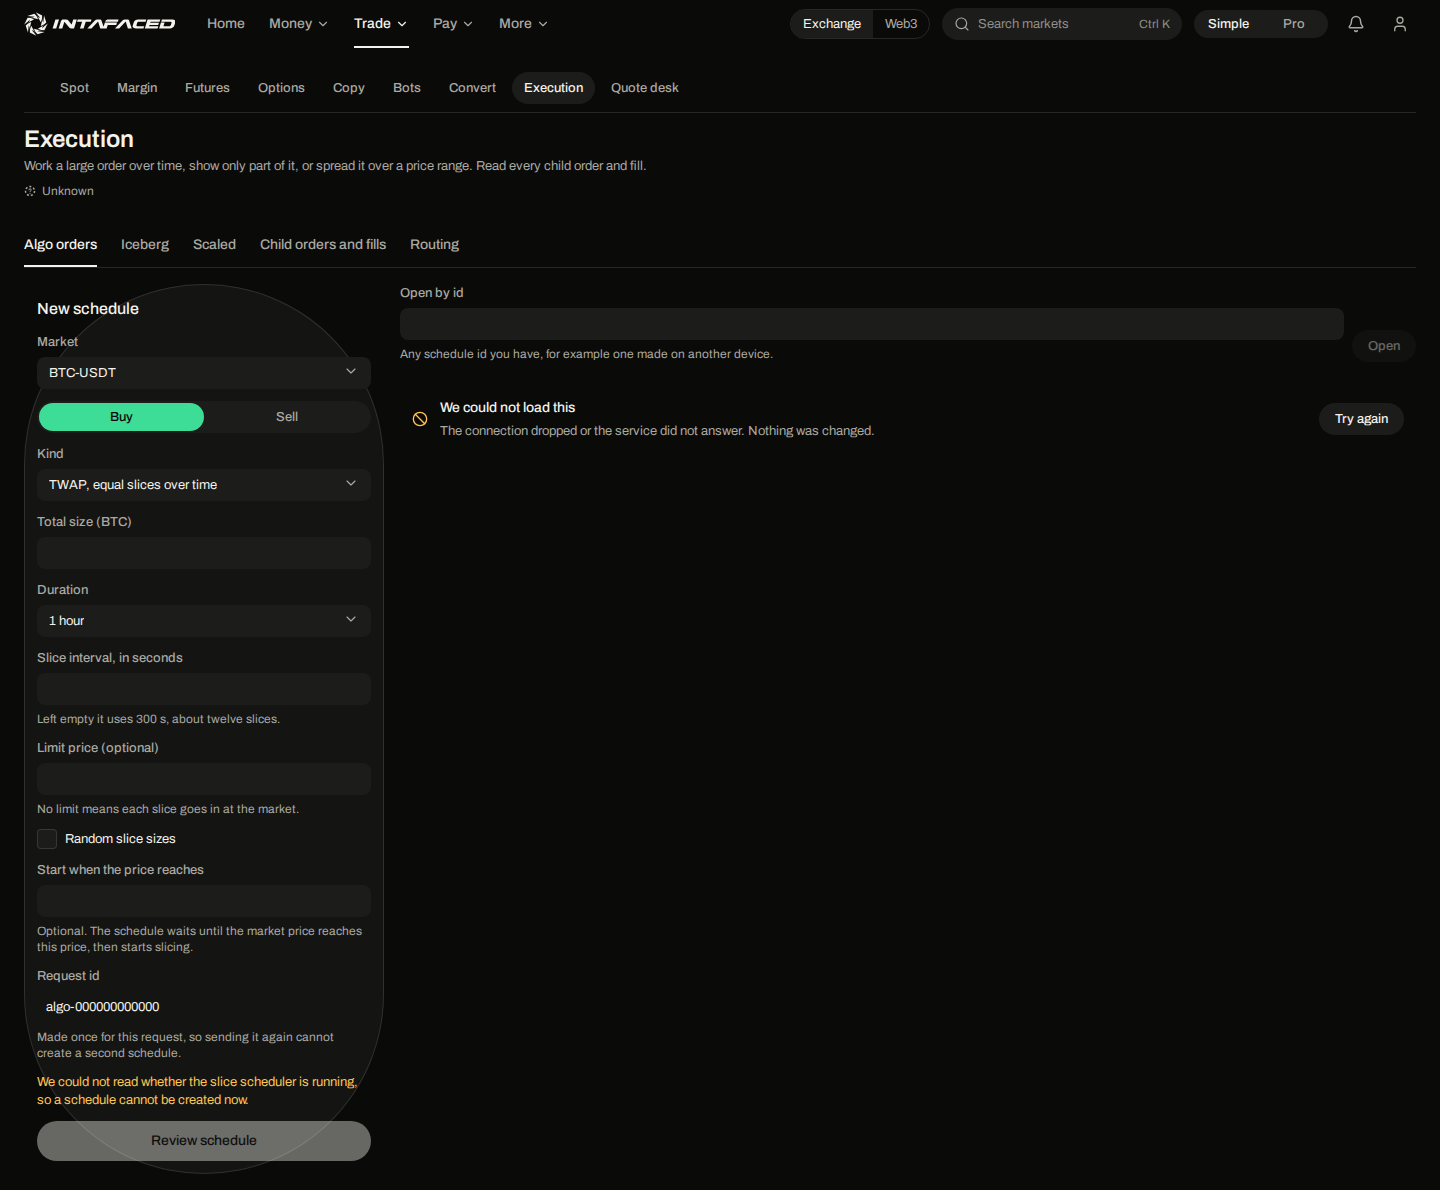 INTAFACED
Home
Money
Trade
Pay
More
Exchange
Web3
Search markets
Ctrl K
Simple
Pro
Spot
Margin
Futures
Options
Copy
Bots
Convert
Execution
Quote desk
Execution
Work a large order over time, show only part of it, or spread it over a price range. Read every child order and fill.
Unknown
Algo orders
Iceberg
Scaled
Child orders and fills
Routing
New schedule
Market
BTC-USDT
Buy
Sell
Kind
TWAP, equal slices over time
Total size (BTC)
Duration
1 hour
Slice interval, in seconds
Left empty it uses 300 s, about twelve slices.
Limit price (optional)
No limit means each slice goes in at the market.
Random slice sizes
Start when the price reaches
Optional. The schedule waits until the market price reaches
this price, then starts slicing.
Request id
algo-000000000000
Made once for this request, so sending it again cannot
create a second schedule.
We could not read whether the slice scheduler is running,
so a schedule cannot be created now.
Review schedule
Open by id
Any schedule id you have, for example one made on another device.
Open
We could not load this
The connection dropped or the service did not answer. Nothing was changed.
Try again